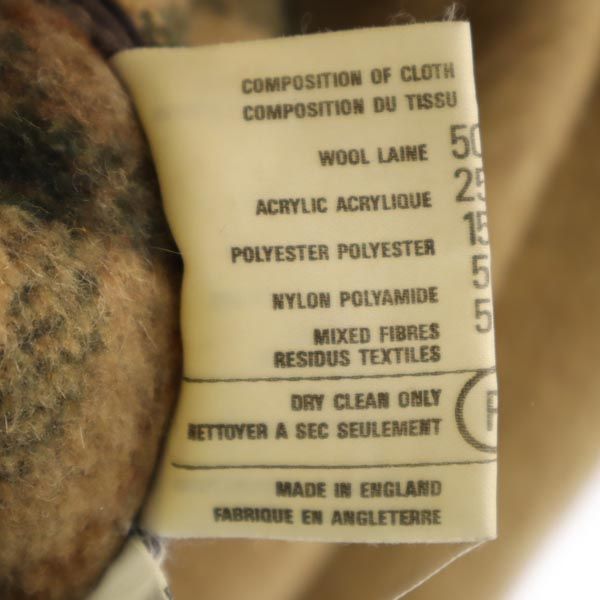 COMPOSITION OF CLOTH
COMPOSITION DU TISSU
WOOL LAINE 50
ACRYLIC ACRYLIQUE 25
POLYESTER POLYESTER 15
NYLON POLYAMIDE 5
MIXED FIBRES 5
RESIDUS TEXTILES
DRY CLEAN ONLY P
NETTOYER A SEC SEULEMENT
MADE IN ENGLAND
FABRIQUE EN ANGLETERRE